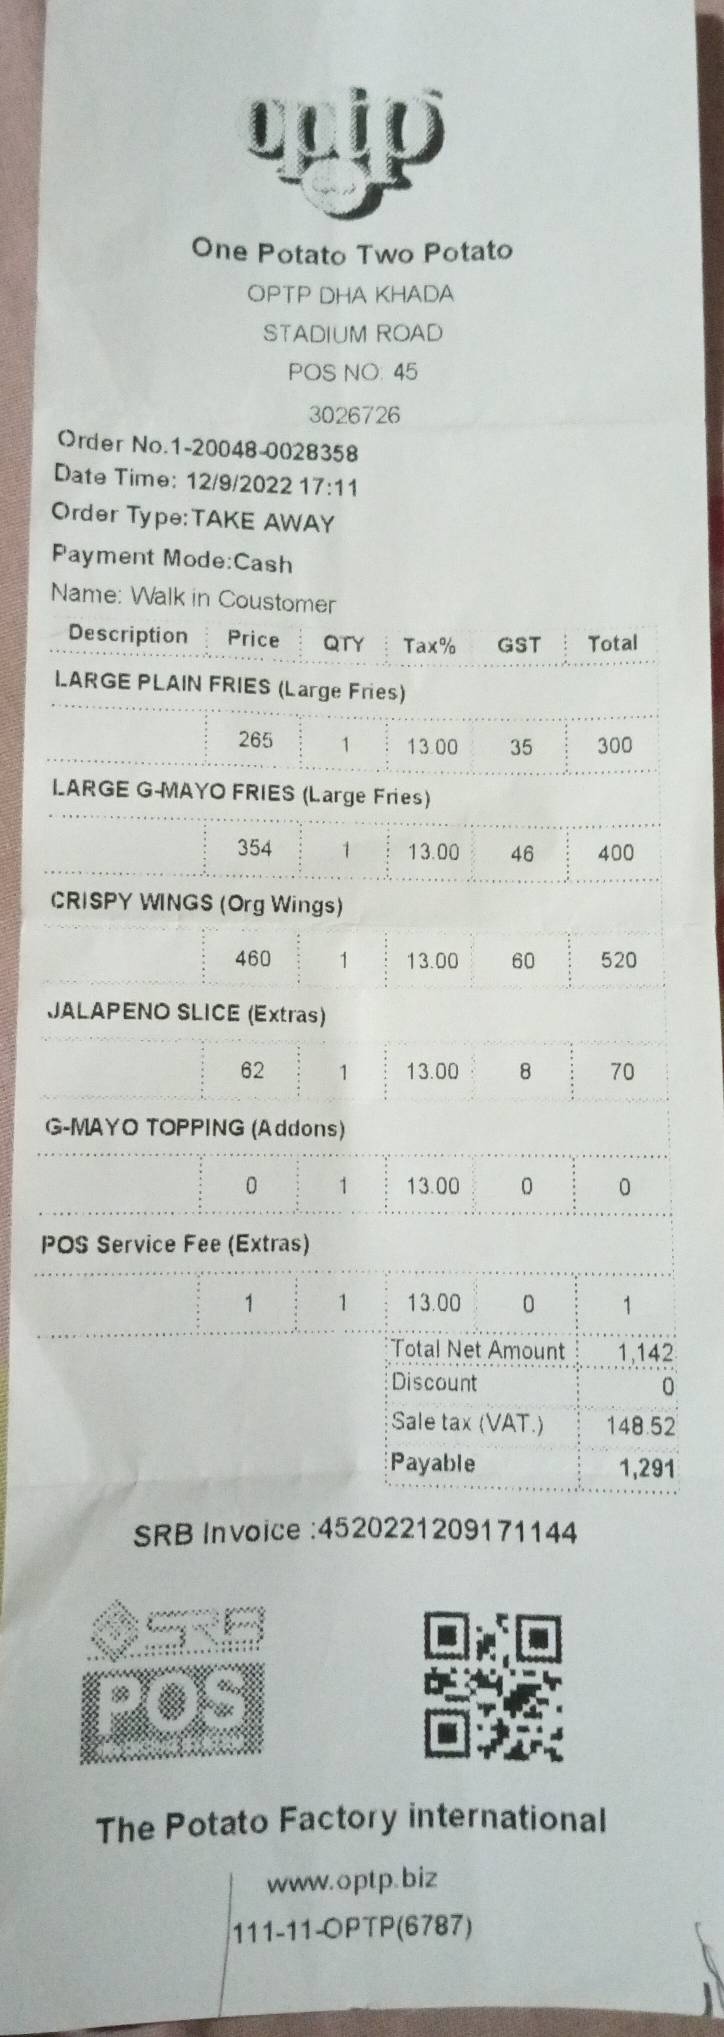 optp
One Potato Two Potato
OPTP DHA KHADA
STADIUM ROAD
POS NO: 45
3026726
Order No.1-20048-0028358
Date Time: 12/9/2022 17:11
Order Type:TAKE AWAY
Payment Mode:Cash
Name: Walk in Coustomer
Description Price QTY Tax% GST Total
LARGE PLAIN FRIES (Large Fries)
265 1 13.00 35 300
LARGE G-MAYO FRIES (Large Fries)
354 1 13.00 46 400
CRISPY WINGS (Org Wings)
460 1 13.00 60 520
JALAPENO SLICE (Extras)
62 1 13.00 8 70
G-MAYO TOPPING (Addons)
0 1 13.00 0 0
POS Service Fee (Extras)
1 1 13.00 0 1
Total Net Amount 1,142
Discount 0
Sale tax (VAT.) 148.52
Payable 1,291
SRB Invoice :4520221209171144
SRB
POS
The Potato Factory international
www.optp.biz
111-11-OPTP(6787)